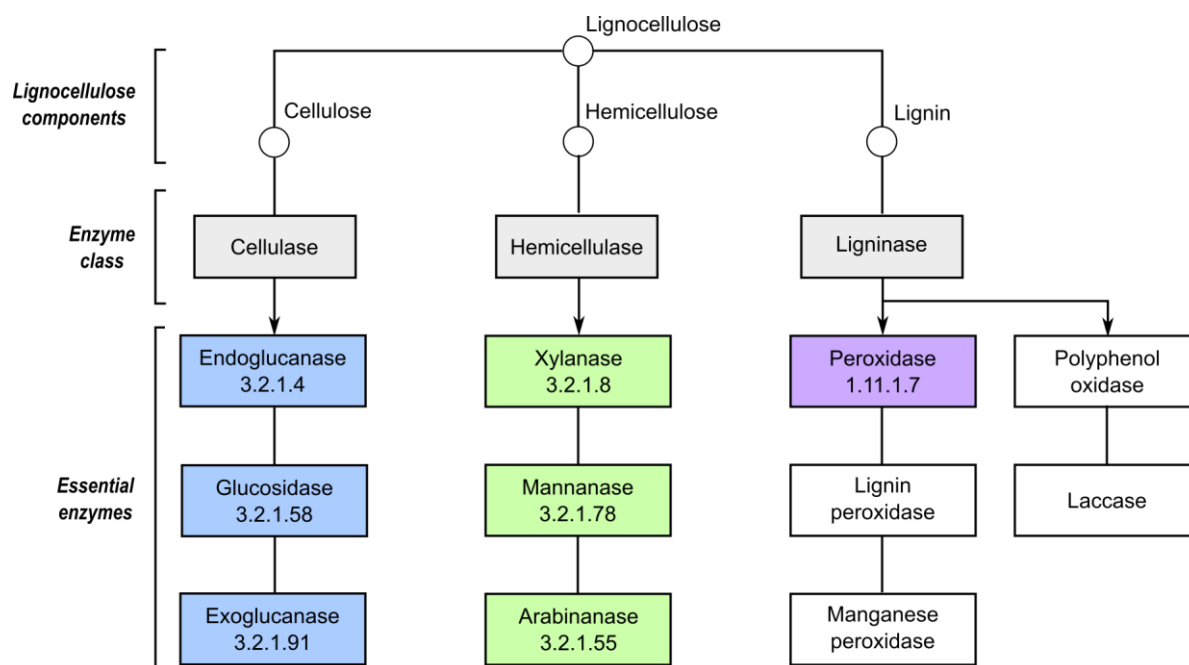 Lignocellulose
Lignocellulose
components
Cellulose
Hemicellulose
Lignin
Enzyme
class
Cellulase
Hemicellulase
Ligninase
Essential
enzymes
Endoglucanase
3.2.1.4
Xylanase
3.2.1.8
Peroxidase
1.11.1.7
Polyphenol
oxidase
Glucosidase
3.2.1.58
Mannanase
3.2.1.78
Lignin
peroxidase
Laccase
Exoglucanase
3.2.1.91
Arabinanase
3.2.1.55
Manganese
peroxidase